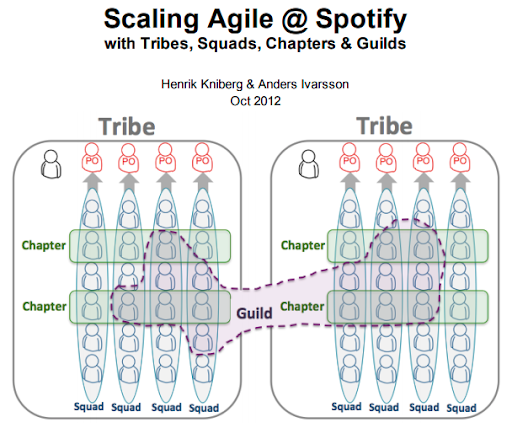 Scaling Agile @ Spotify
with Tribes, Squads, Chapters & Guilds
Henrik Kniberg & Anders Ivarsson
Oct 2012
Tribe Tribe
PO PO PO PO PO PO PO PO
Chapter Chapter
Chapter Guild Chapter
Squad Squad Squad Squad Squad Squad Squad Squad